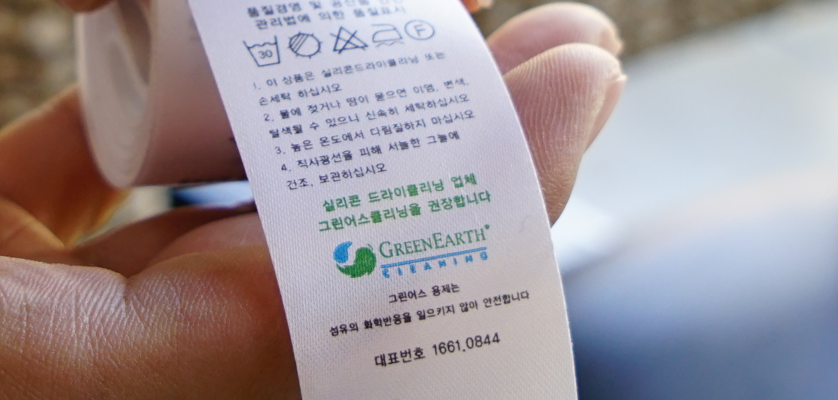 품질경영 및 공산품
관리법에 의한 품질표시
30
F
1. 이 상품은 실리콘드라이클리닝 또는
손세탁 하십시오
2. 물에 젖거나 땀이 묻으면 이염, 변색,
탈색될 수 있으니 신속히 세탁하십시오
3. 높은 온도에서 다림질하지 마십시오
4. 직사광선을 피해 서늘한 그늘에
건조, 보관하십시오
실리콘 드라이클리닝 업체
그린어스클리닝을 권장합니다
GREENEARTH®
CLEANING
그린어스 용제는
섬유의 화학반응을 일으키지 않아 안전합니다
대표번호 1661.0844